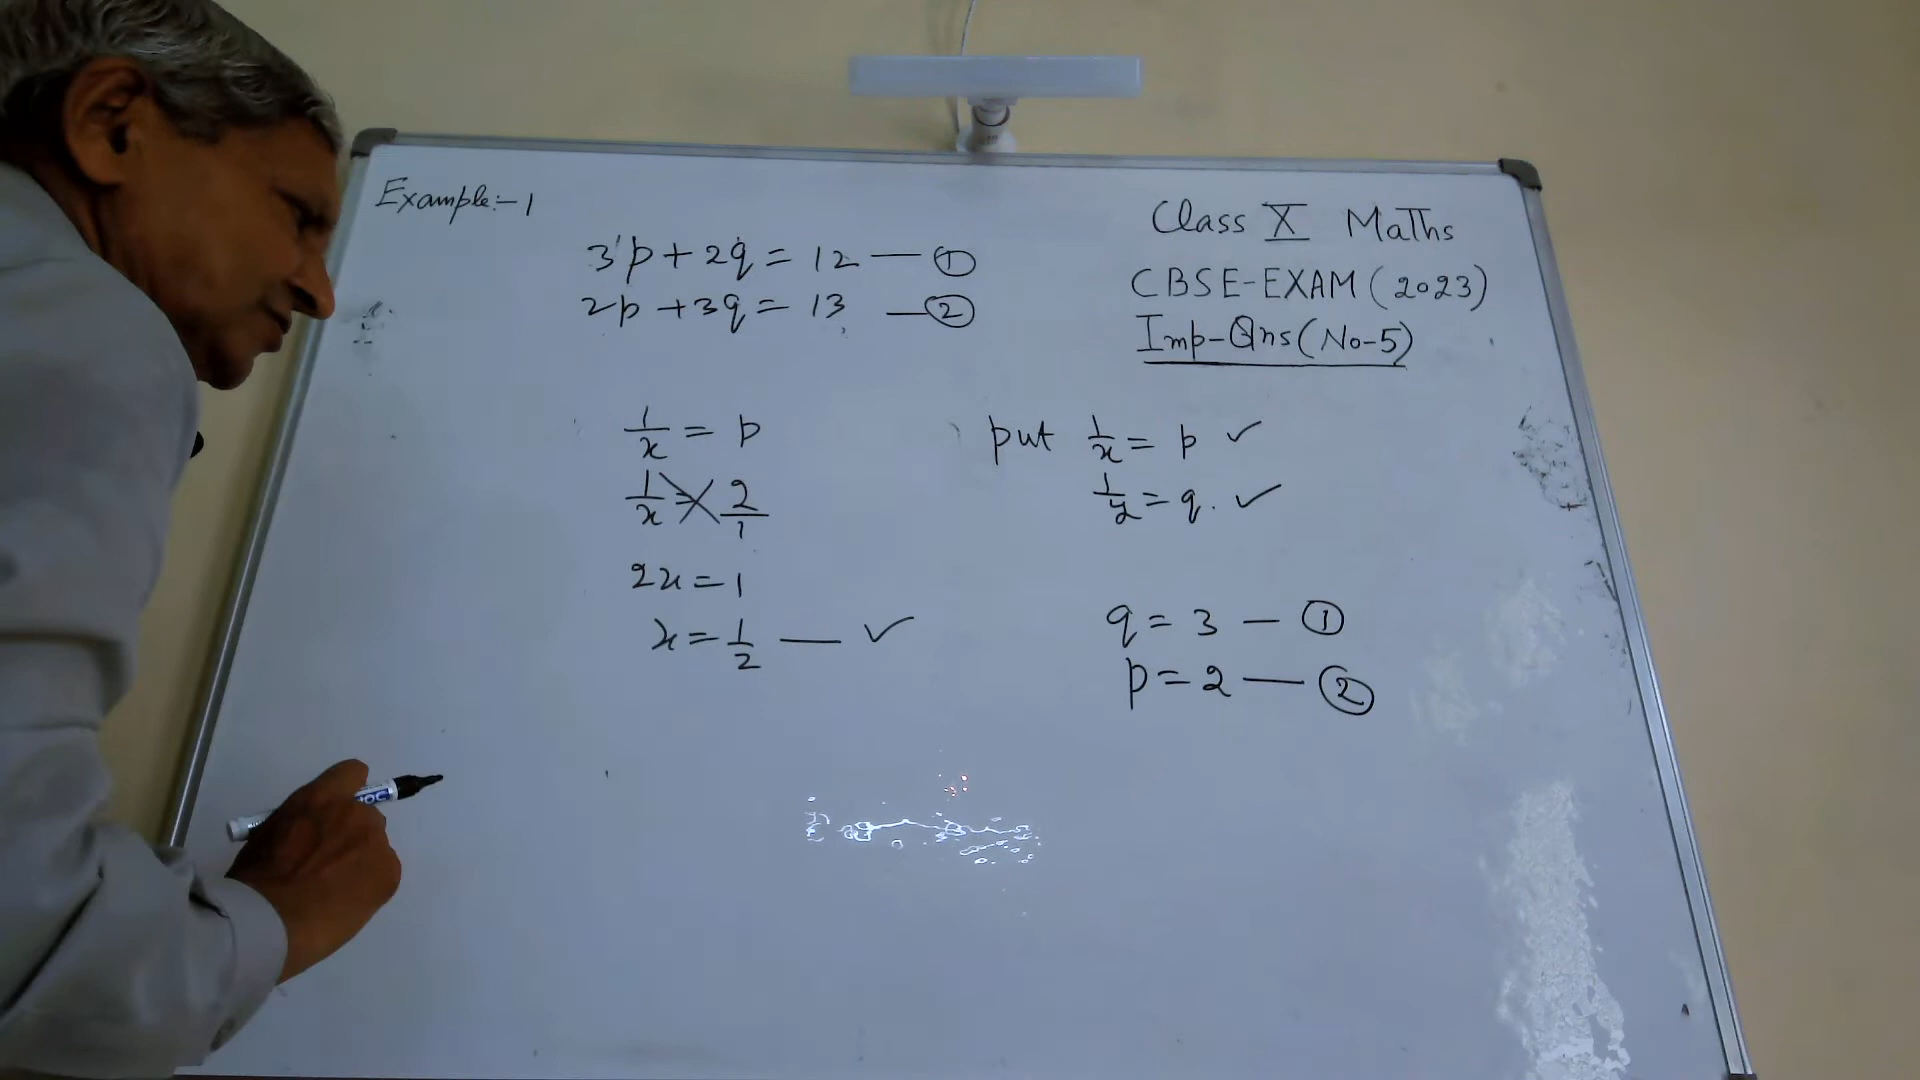 Example:-1
3p+2q = 12 — ①
2p+3q = 13 — ②
Class X Maths
CBSE-EXAM (2023)
Imp-Qns (No-5)
1/x = p
1/x = 2/1
2x = 1
x = 1/2 — ✓
put 1/x = p ✓
1/y = q. ✓
q = 3 — ①
p = 2 — ②